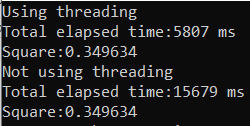 Using threading
Total elapsed time:5807 ms
Square:0.349634
Not using threading
Total elapsed time:15679 ms
Square:0.349634